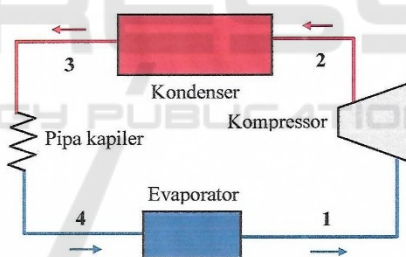 3
2
Kondenser
Kompressor
Pipa kapiler
Evaporator
4
1